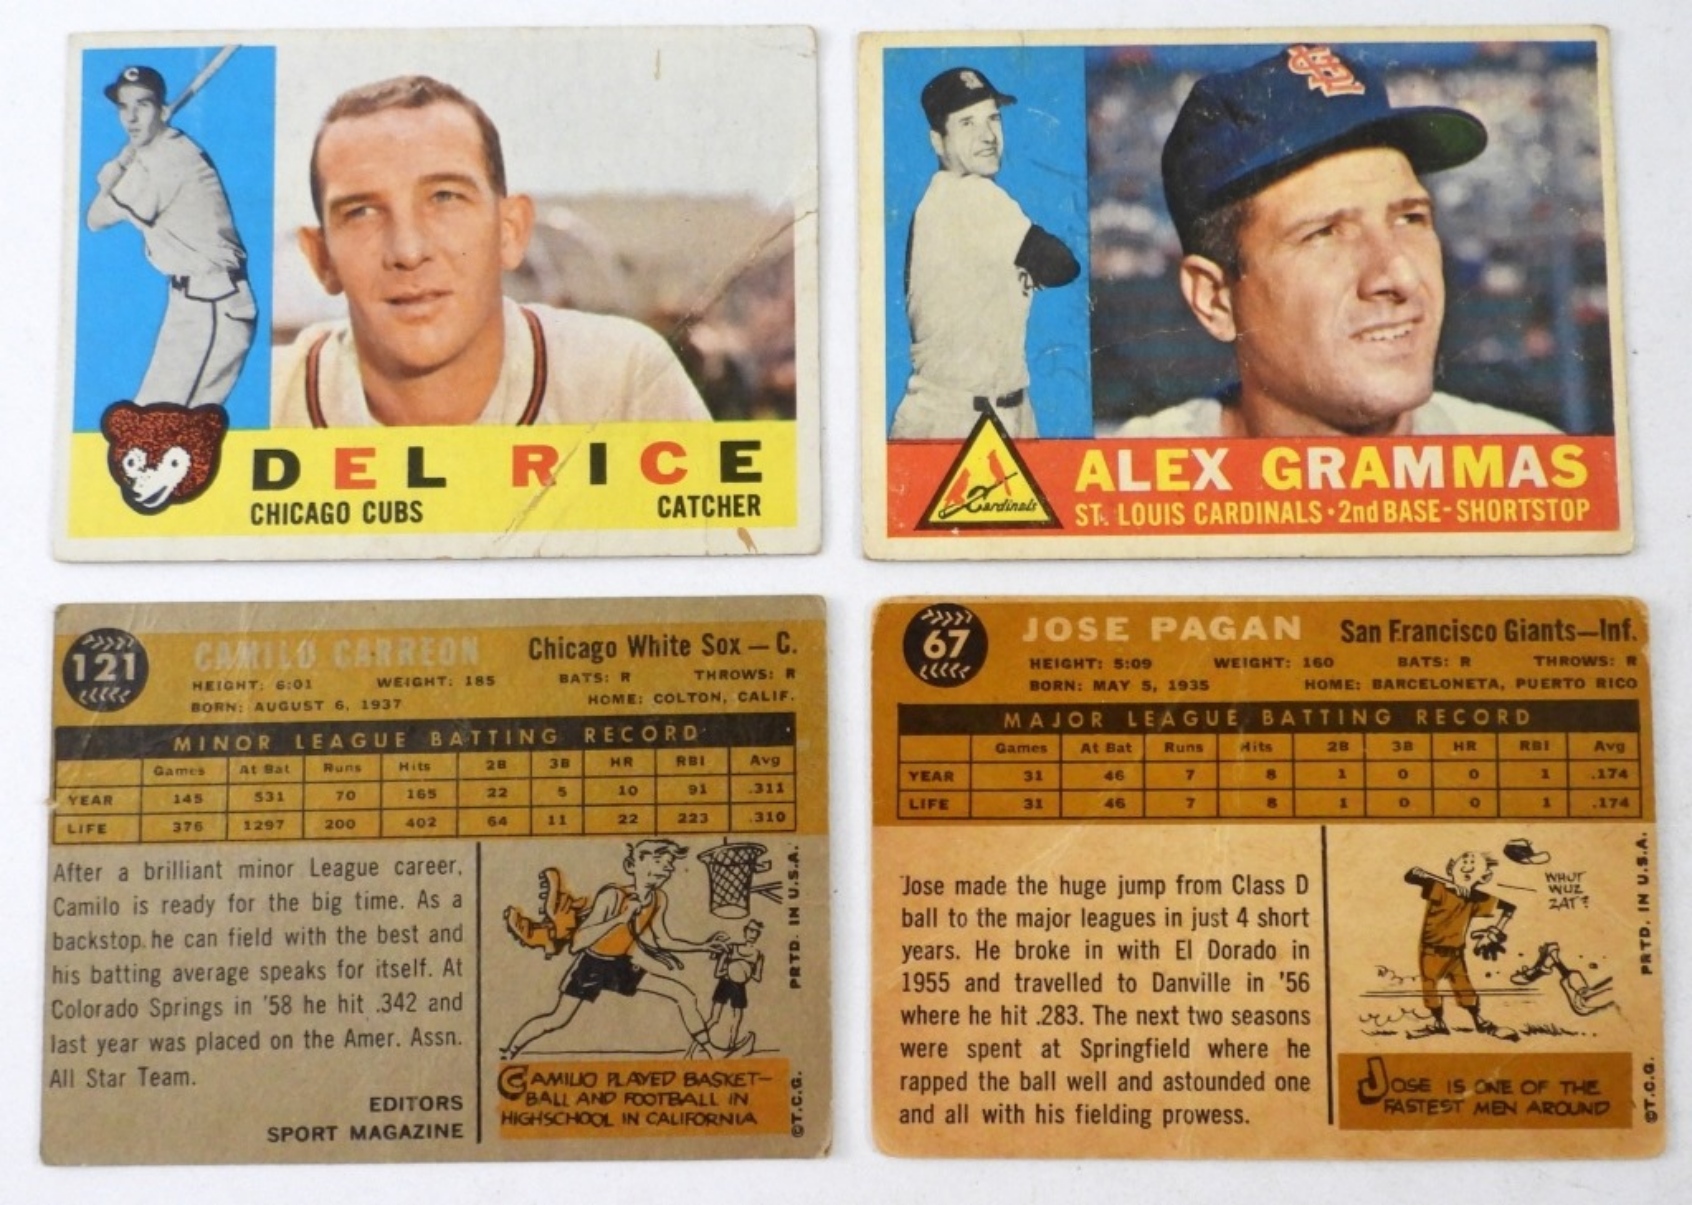 C
DEL RICE
CHICAGO CUBS
CATCHER
STL
Cardinals
ALEX GRAMMAS
ST. LOUIS CARDINALS • 2nd BASE - SHORTSTOP
121
CAMILO CARREON
Chicago White Sox — C.
HEIGHT: 6:01 WEIGHT: 185 BATS: R THROWS: R
BORN: AUGUST 6, 1937 HOME: COLTON, CALIF.
MINOR LEAGUE BATTING RECORD
Games At Bat Runs Hits 2B 3B HR RBI Avg
YEAR 145 531 70 165 22 5 10 91 .311
LIFE 376 1297 200 402 64 11 22 223 .310
After a brilliant minor League career,
Camilo is ready for the big time. As a
backstop he can field with the best and
his batting average speaks for itself. At
Colorado Springs in '58 he hit .342 and
last year was placed on the Amer. Assn.
All Star Team.
EDITORS
SPORT MAGAZINE
CAMILIO PLAYED BASKET-
BALL AND FOOTBALL IN
HIGHSCHOOL IN CALIFORNIA
©T.C.G. PRTD. IN U.S.A.
67
JOSE PAGAN
San Francisco Giants—Inf.
HEIGHT: 5:09 WEIGHT: 160 BATS: R THROWS: R
BORN: MAY 5, 1935 HOME: BARCELONETA, PUERTO RICO
MAJOR LEAGUE BATTING RECORD
Games At Bat Runs Hits 2B 3B HR RBI Avg
YEAR 31 46 7 8 1 0 0 1 .174
LIFE 31 46 7 8 1 0 0 1 .174
Jose made the huge jump from Class D
ball to the major leagues in just 4 short
years. He broke in with El Dorado in
1955 and travelled to Danville in '56
where he hit .283. The next two seasons
were spent at Springfield where he
rapped the ball well and astounded one
and all with his fielding prowess.
WHUT
WUZ
ZAT?
JOSE IS ONE OF THE
FASTEST MEN AROUND
©T.C.G. PRTD. IN U.S.A.